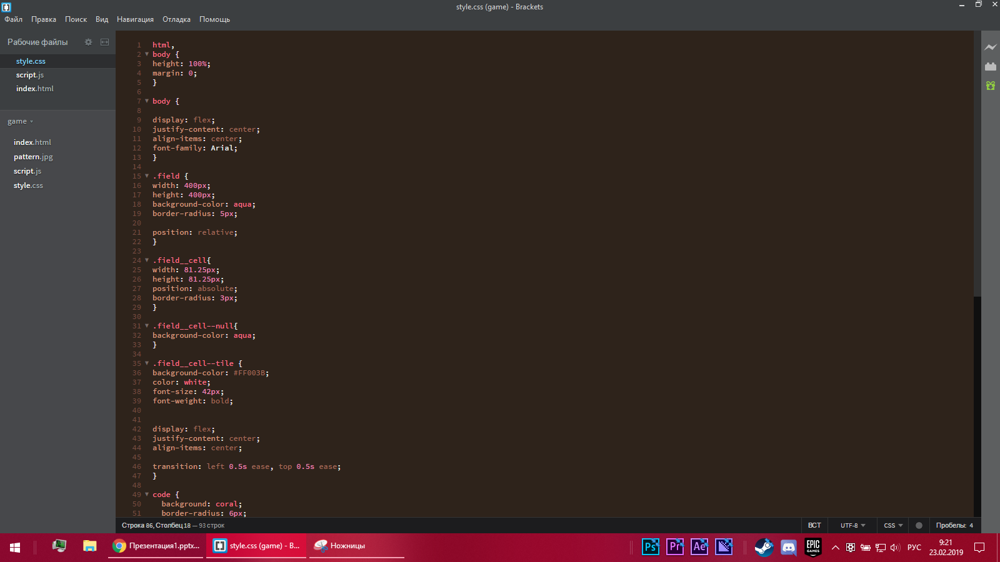 style.css (game) - Brackets
Файл Правка Поиск Вид Навигация Отладка Помощь
Рабочие файлы
style.css
script.js
index.html
game
index.html
pattern.jpg
script.js
style.css
1 html,
2 body {
3 height: 100%;
4 margin: 0;
5 }
6
7 body {
8
9 display: flex;
10 justify-content: center;
11 align-items: center;
12 font-family: Arial;
13 }
14
15 .field {
16 width: 400px;
17 height: 400px;
18 background-color: aqua;
19 border-radius: 5px;
20
21 position: relative;
22 }
23
24 .field__cell{
25 width: 81.25px;
26 height: 81.25px;
27 position: absolute;
28 border-radius: 3px;
29 }
30
31 .field__cell--null{
32 background-color: aqua;
33 }
34
35 .field__cell--tile {
36 background-color: #FF003B;
37 color: white;
38 font-size: 42px;
39 font-weight: bold;
40
41
42 display: flex;
43 justify-content: center;
44 align-items: center;
45
46 transition: left 0.5s ease, top 0.5s ease;
47 }
48
49 code {
50 background: coral;
51 border-radius: 6px;
Строка 86, Столбец 18 — 93 строк ВСТ UTF-8 CSS Пробелы: 4
Презентация1.pptx... style.css (game) - B... Ножницы Ps Pr Ae EPIC GAMES РУС 9:21
23.02.2019